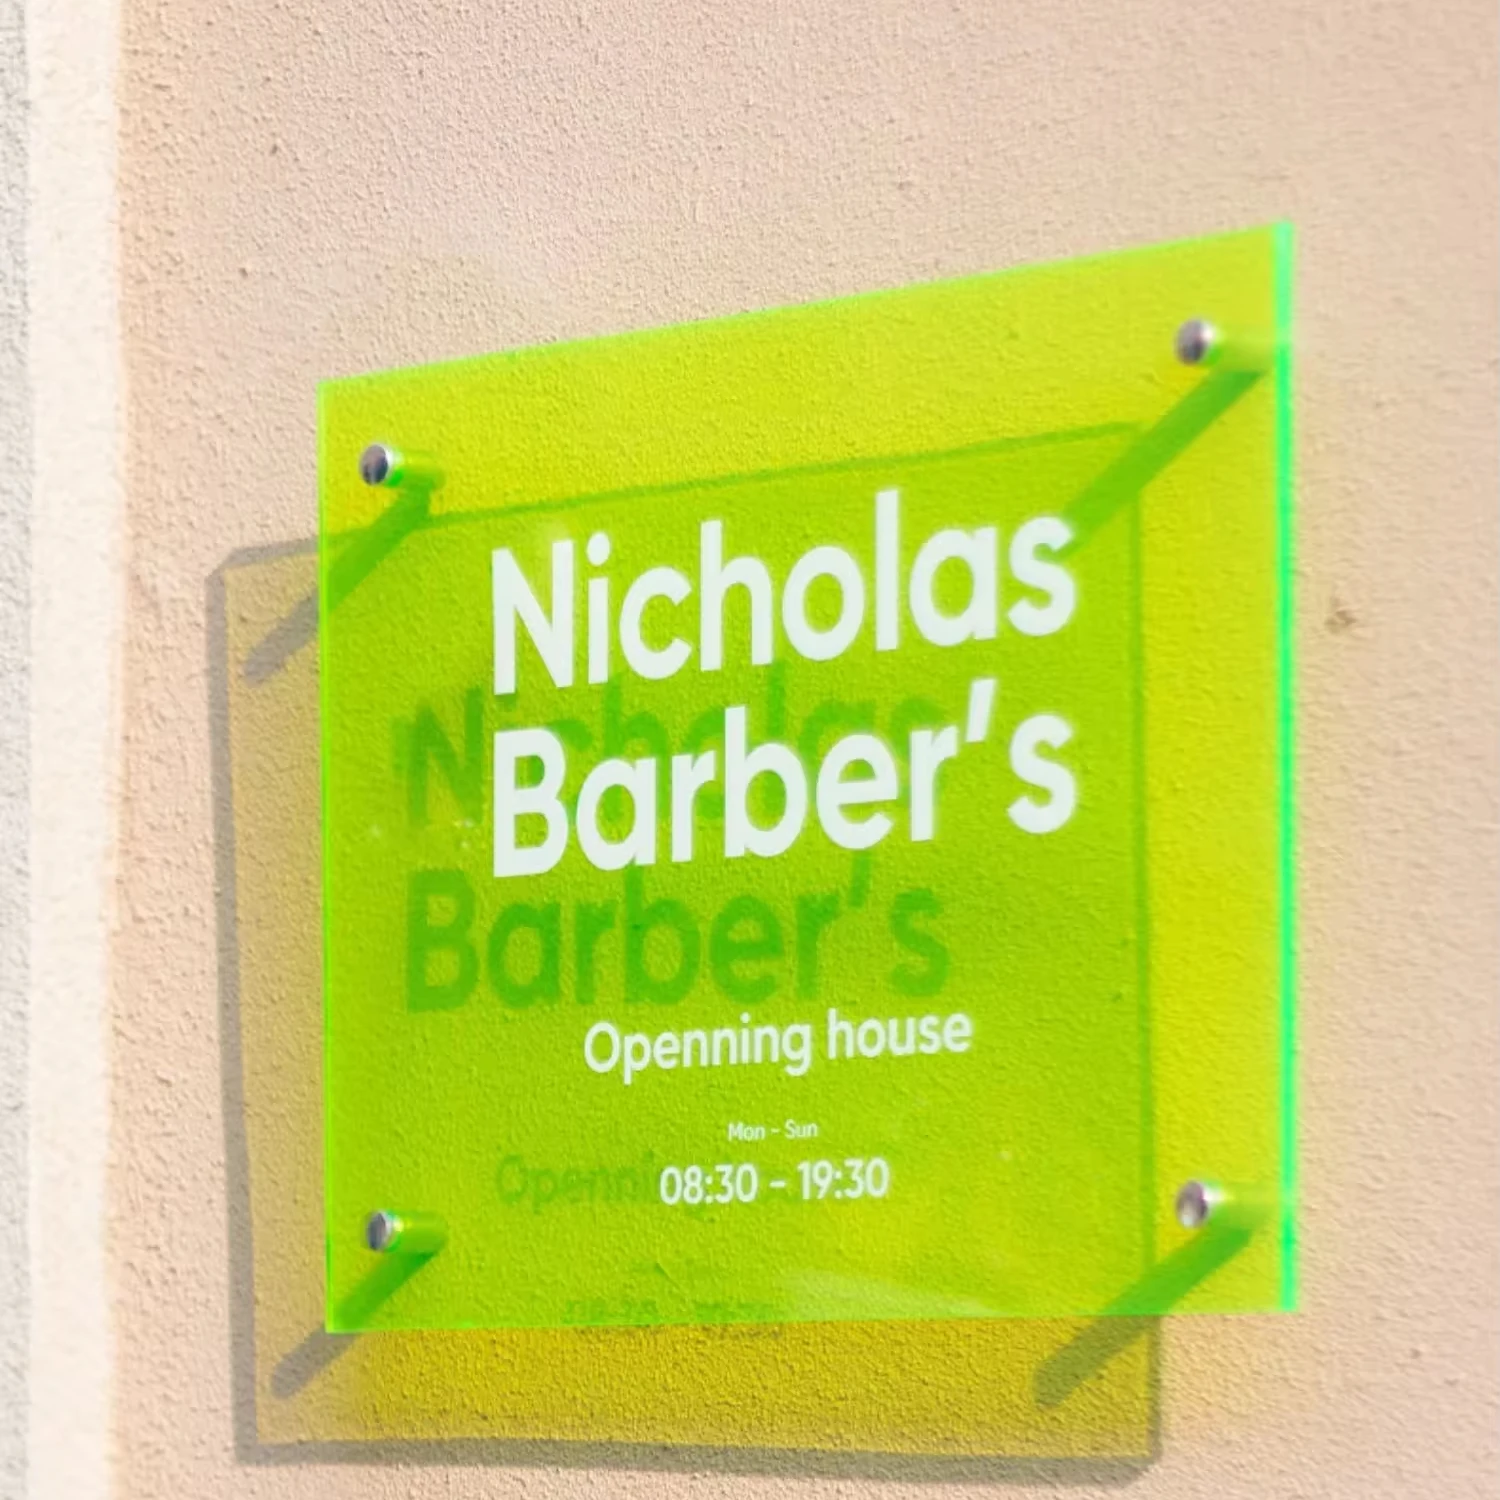 Nicholas
Barber's
Openning house
Mon - Sun
08:30 - 19:30